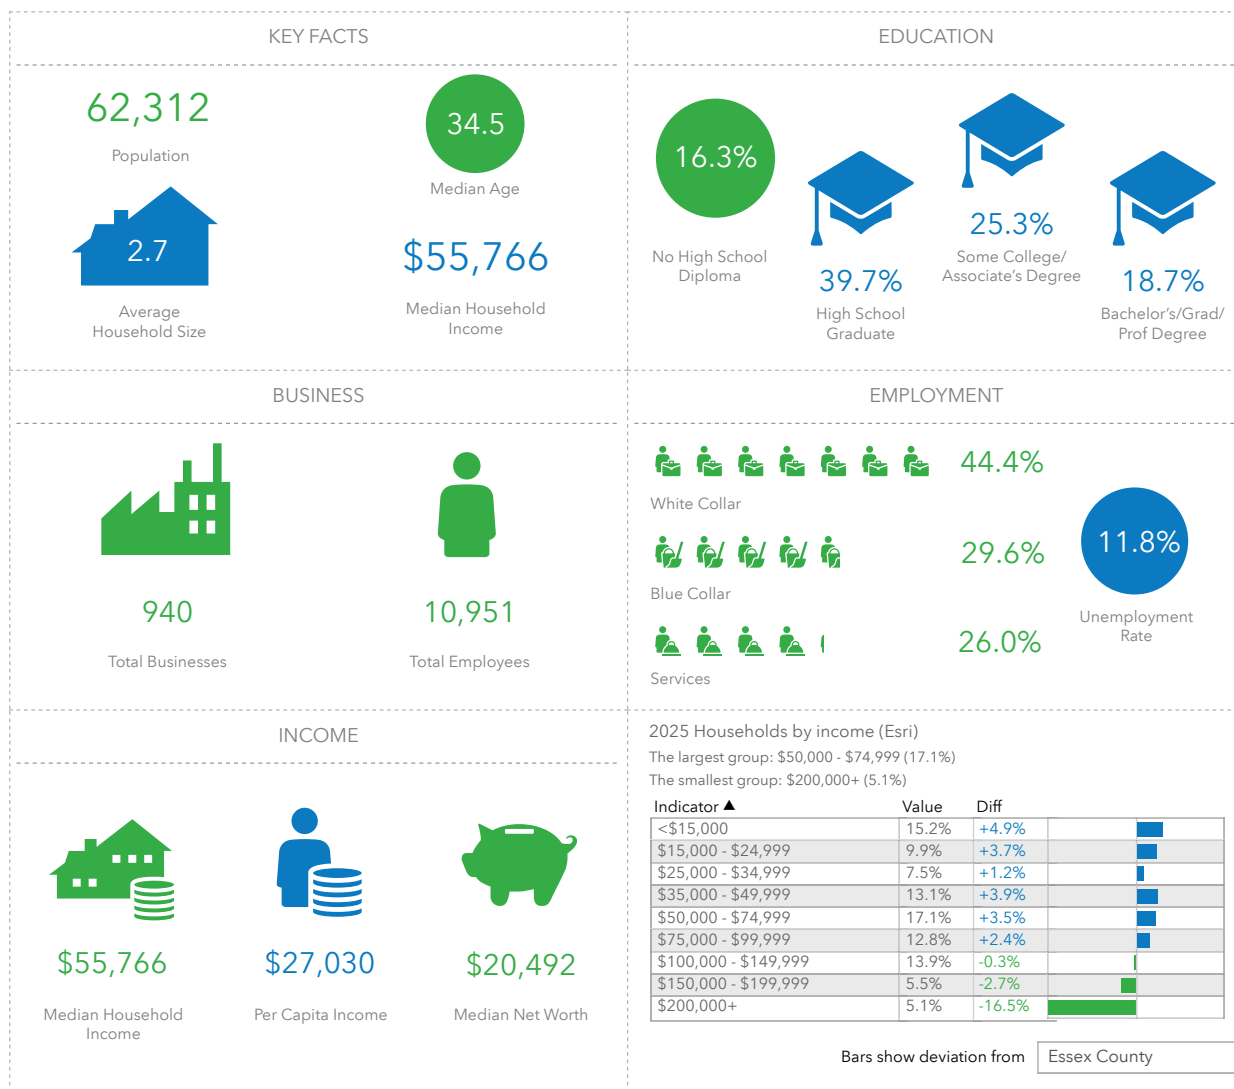 KEY FACTS
62,312
Population
34.5
Median Age
2.7
Average
Household Size
$55,766
Median Household
Income
EDUCATION
16.3%
No High School
Diploma
39.7%
High School
Graduate
25.3%
Some College/
Associate's Degree
18.7%
Bachelor's/Grad/
Prof Degree
BUSINESS
940
Total Businesses
10,951
Total Employees
EMPLOYMENT
44.4%
White Collar
29.6%
Blue Collar
26.0%
Services
11.8%
Unemployment
Rate
INCOME
$55,766
Median Household
Income
$27,030
Per Capita Income
$20,492
Median Net Worth
2025 Households by income (Esri)
The largest group: $50,000 - $74,999 (17.1%)
The smallest group: $200,000+ (5.1%)
Indicator ▲ Value Diff
<$15,000 15.2% +4.9%
$15,000 - $24,999 9.9% +3.7%
$25,000 - $34,999 7.5% +1.2%
$35,000 - $49,999 13.1% +3.9%
$50,000 - $74,999 17.1% +3.5%
$75,000 - $99,999 12.8% +2.4%
$100,000 - $149,999 13.9% -0.3%
$150,000 - $199,999 5.5% -2.7%
$200,000+ 5.1% -16.5%
Bars show deviation from Essex County